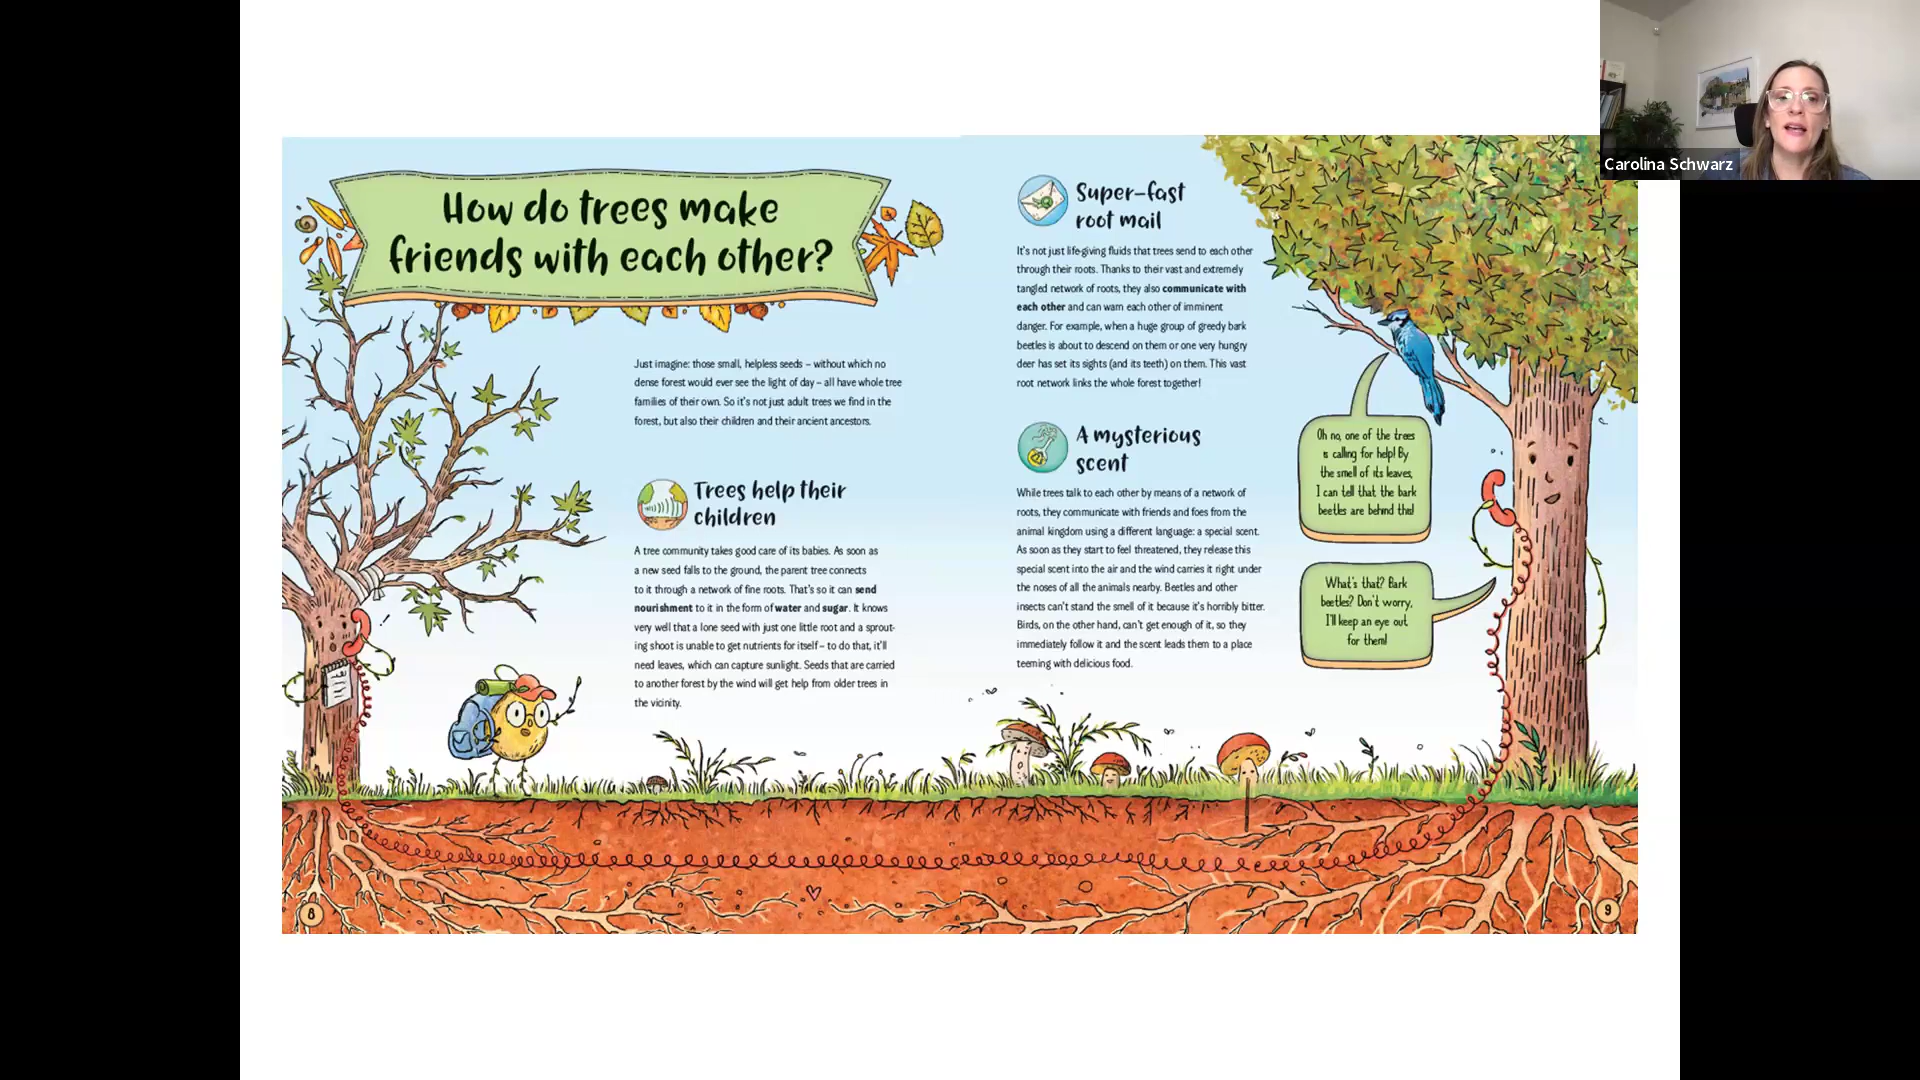 How do trees make
friends with each other?
Just imagine: those small, helpless seeds – without which no
dense forest would ever see the light of day – all have whole tree
families of their own. So it's not just adult trees we find in the
forest, but also their children and their ancient ancestors.
Trees help their
children
A tree community takes good care of its babies. As soon as
a new seed falls to the ground, the parent tree connects
to it through a network of fine roots. That's so it can send
nourishment to it in the form of water and sugar. It knows
very well that a lone seed with just one little root and a sprout-
ing shoot is unable to get nutrients for itself – to do that, it'll
need leaves, which can capture sunlight. Seeds that are carried
to another forest by the wind will get help from older trees in
the vicinity.
8
Super-fast
root mail
It's not just life-giving fluids that trees send to each other
through their roots. Thanks to their vast and extremely
tangled network of roots, they also communicate with
each other and can warn each other of imminent
danger. For example, when a huge group of greedy bark
beetles is about to descend on them or one very hungry
deer has set its sights (and its teeth) on them. This vast
root network links the whole forest together!
A mysterious
scent
While trees talk to each other by means of a network of
roots, they communicate with friends and foes from the
animal kingdom using a different language: a special scent.
As soon as they start to feel threatened, they release this
special scent into the air and the wind carries it right under
the noses of all the animals nearby. Beetles and other
insects can't stand the smell of it because it's horribly bitter.
Birds, on the other hand, can't get enough of it, so they
immediately follow it and the scent leads them to a place
teeming with delicious food.
Oh no, one of the trees
is calling for help! By
the smell of its leaves,
I can tell that the bark
beetles are behind this!
What's that? Bark
beetles? Don't worry,
I'll keep an eye out
for them!
9
Carolina Schwarz